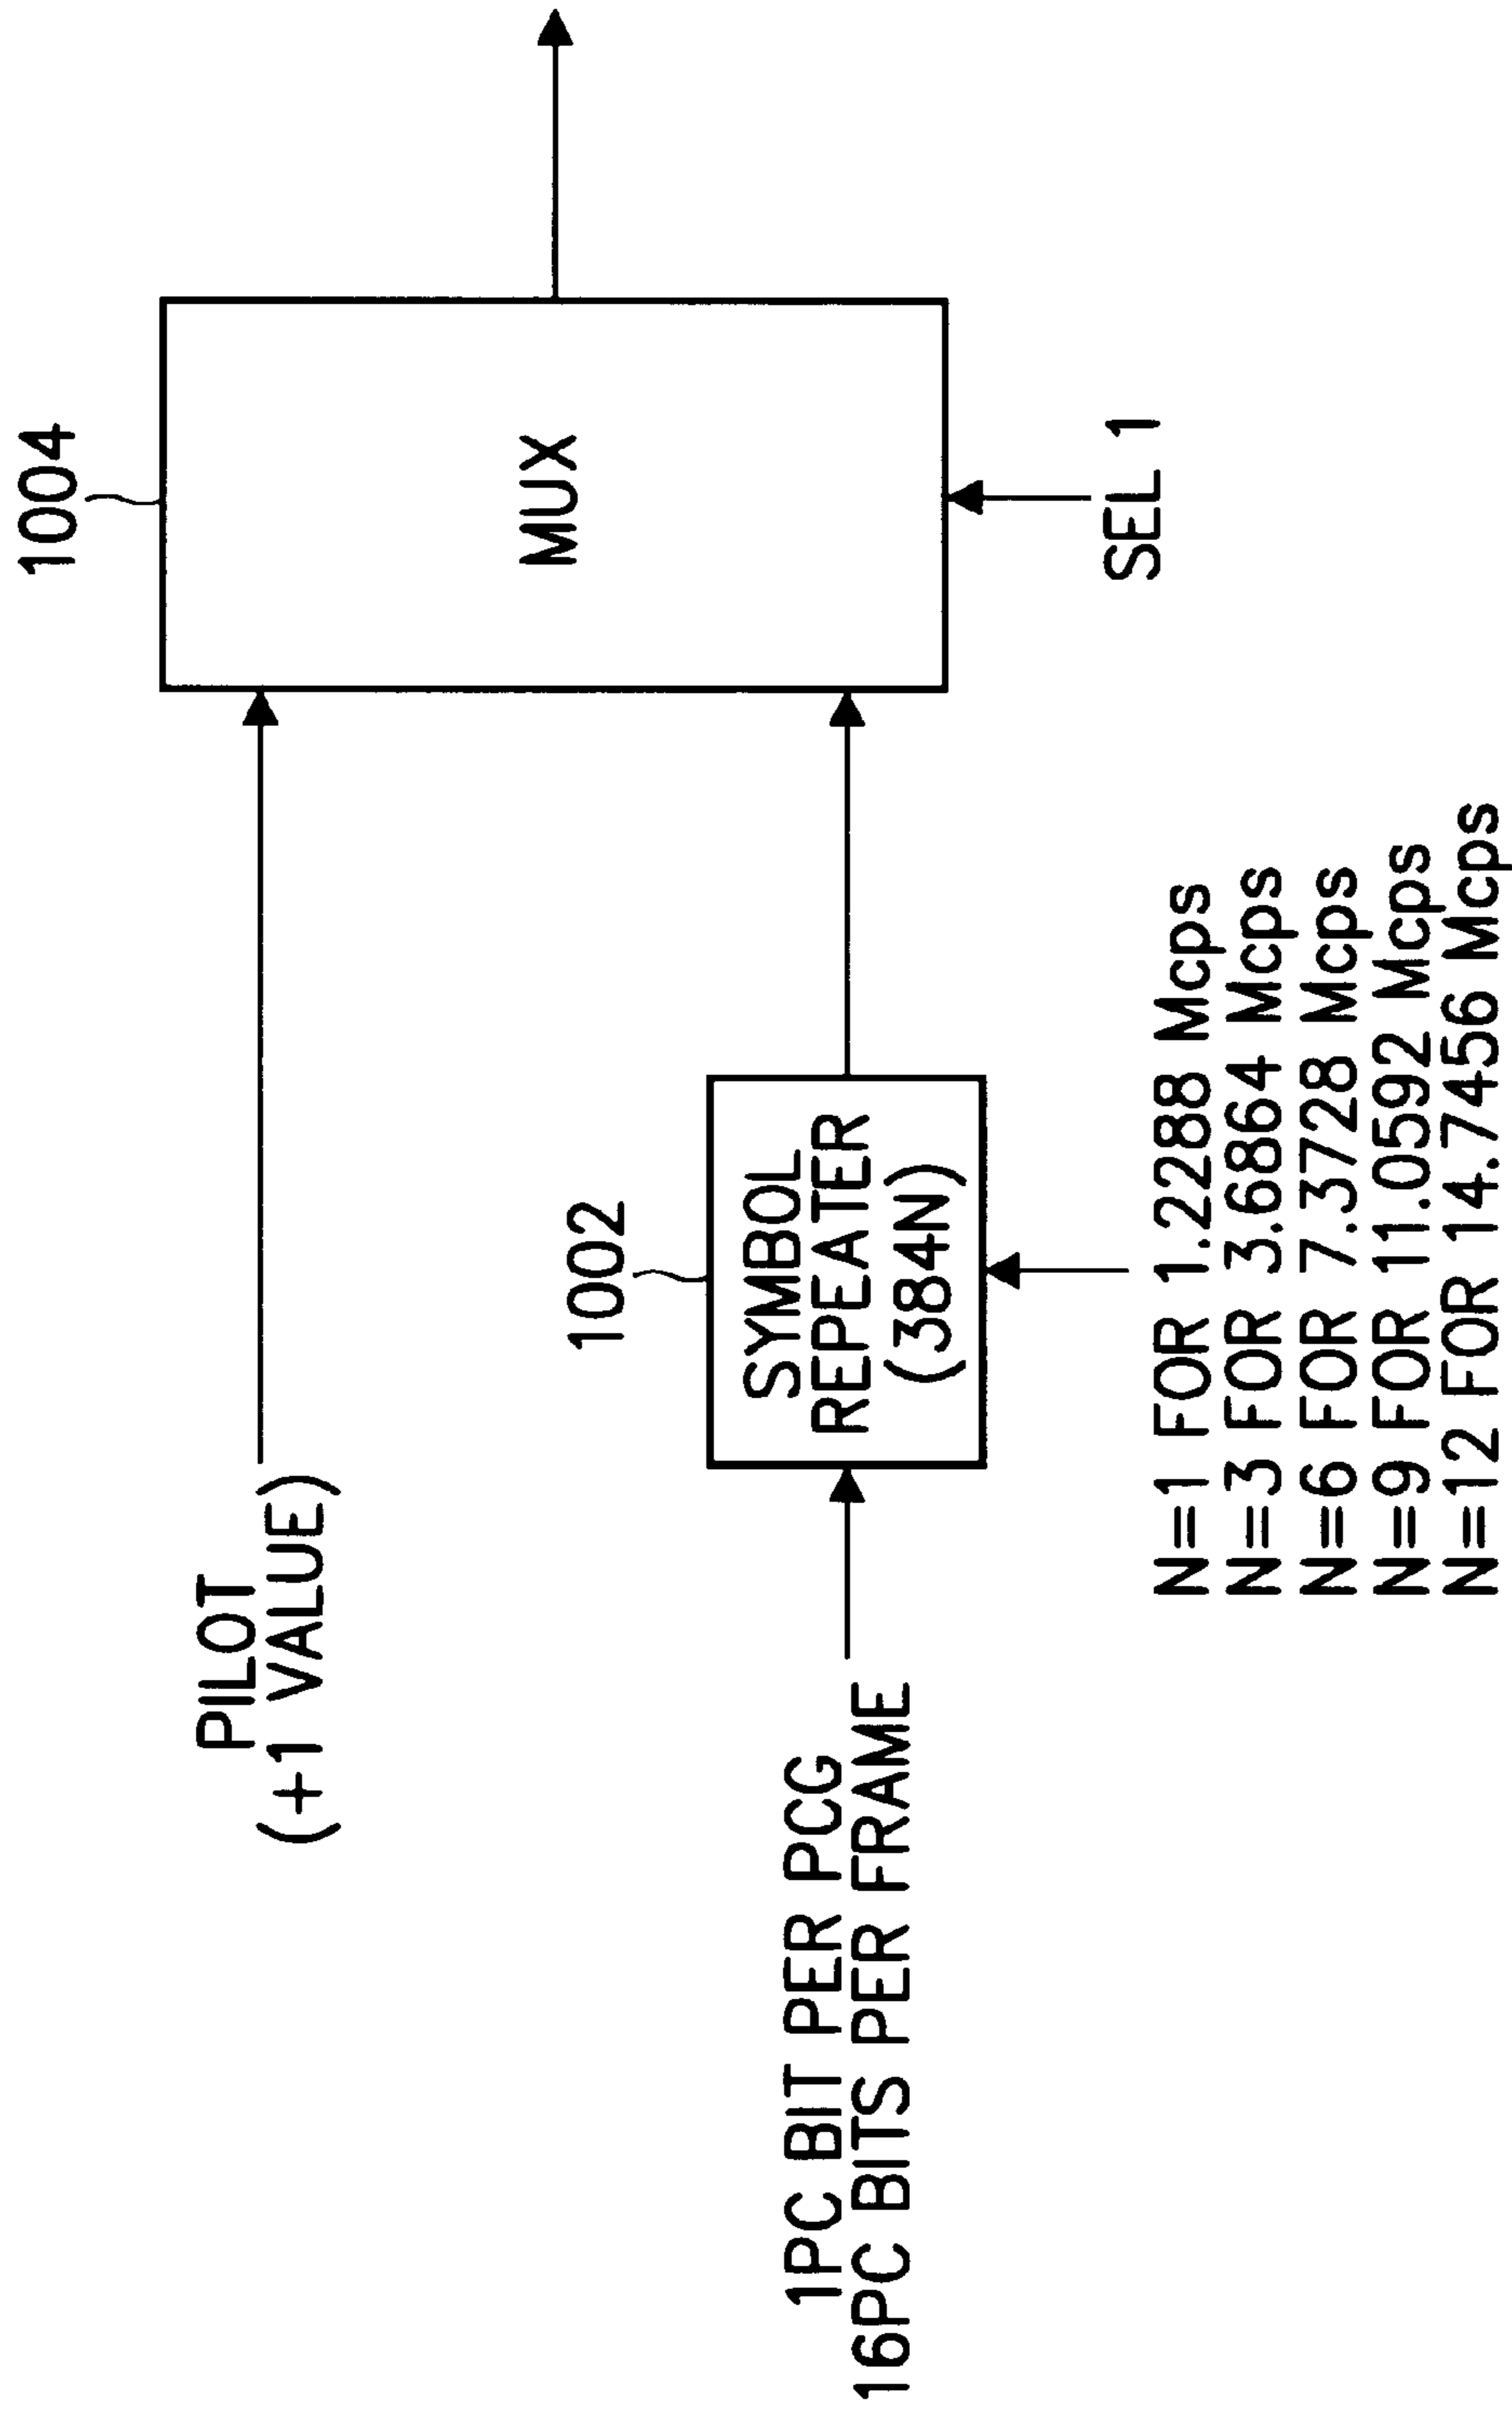 1004
PILOT
(+1 VALUE)
MUX
1002
1PC BIT PER PCG
16PC BITS PER FRAME
SYMBOL
REPEATER
(384N)
SEL 1
N=1 FOR 1.2288 Mcps
N=3 FOR 3.6864 Mcps
N=6 FOR 7.3728 Mcps
N=9 FOR 11.0592 Mcps
N=12 FOR 14.7456 Mcps